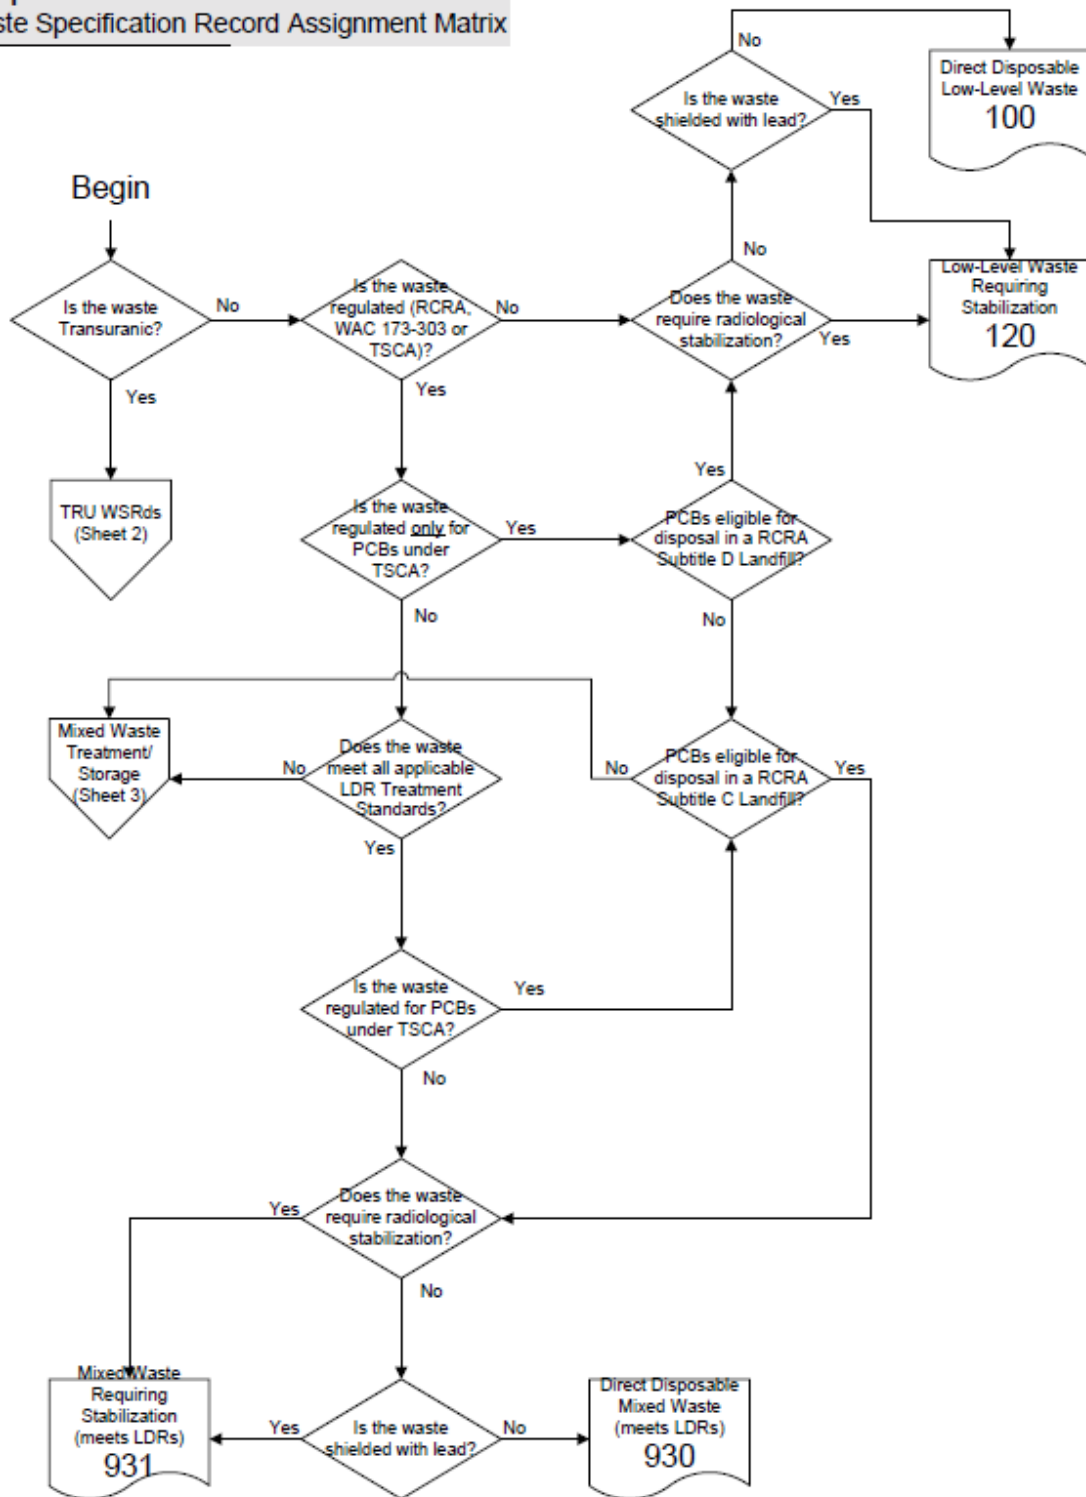 ste Specification Record Assignment Matrix
No
Is the waste
shielded with lead?
Yes
Direct Disposable
Low-Level Waste
100
Begin
No
Is the waste
Transuranic?
No
Is the waste
regulated (RCRA,
WAC 173-303 or
TSCA)?
No
Does the waste
require radiological
stabilization?
Yes
Low-Level Waste
Requiring
Stabilization
120
Yes
Yes
Yes
TRU WSRds
(Sheet 2)
Is the waste
regulated only for
PCBs under
TSCA?
Yes
PCBs eligible for
disposal in a RCRA
Subtitle D Landfill?
No
No
Mixed Waste
Treatment/
Storage
(Sheet 3)
No
Does the waste
meet all applicable
LDR Treatment
Standards?
No
PCBs eligible for
disposal in a RCRA
Subtitle C Landfill?
Yes
Yes
Is the waste
regulated for PCBs
under TSCA?
Yes
No
Yes
Does the waste
require radiological
stabilization?
No
Mixed Waste
Requiring
Stabilization
(meets LDRs)
931
Yes
Is the waste
shielded with lead?
No
Direct Disposable
Mixed Waste
(meets LDRs)
930